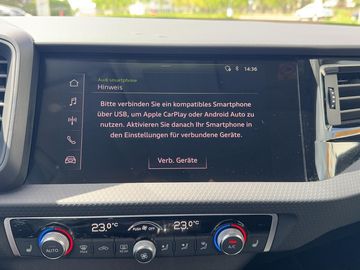 14:36
Audi smartphone
Hinweis
Bitte verbinden Sie ein kompatibles Smartphone
über USB, um Apple CarPlay oder Android Auto zu
nutzen. Aktivieren Sie danach Ihr Smartphone in
den Einstellungen für verbundene Geräte.
Verb. Geräte
23.0°C
23.0°C
AUTO
PUSH OFF
A/C